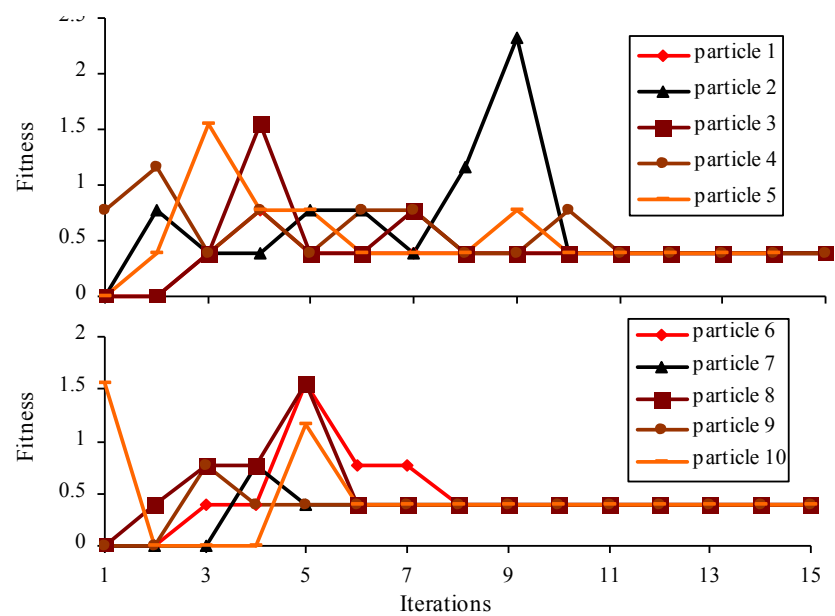 2.5
2
1.5
1
0.5
0
Fitness
particle 1
particle 2
particle 3
particle 4
particle 5
2
1.5
1
0.5
0
Fitness
particle 6
particle 7
particle 8
particle 9
particle 10
1 3 5 7 9 11 13 15
Iterations